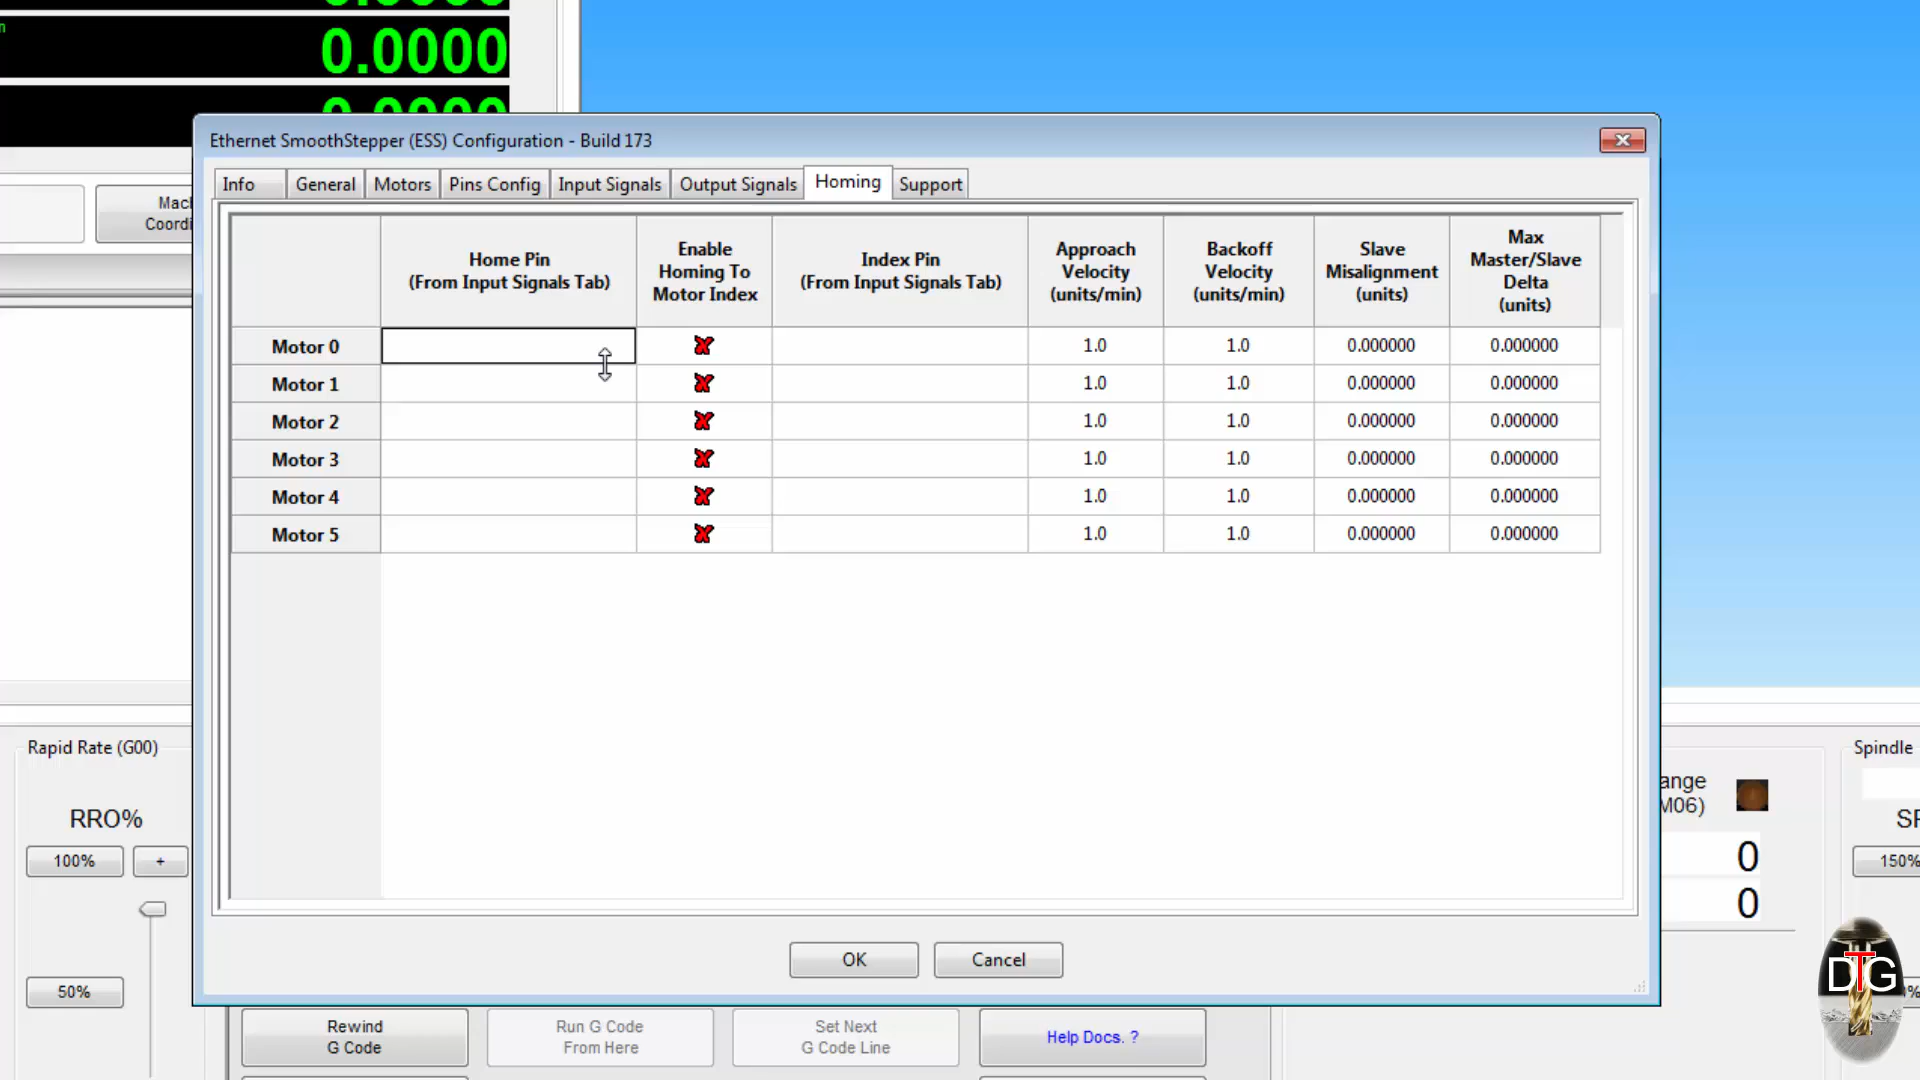 0.0000
0.0000
0.0000
Ethernet SmoothStepper (ESS) Configuration - Build 173
Info
General
Motors
Pins Config
Input Signals
Output Signals
Homing
Support
Home Pin
(From Input Signals Tab)
Enable
Homing To
Motor Index
Index Pin
(From Input Signals Tab)
Approach
Velocity
(units/min)
Backoff
Velocity
(units/min)
Slave
Misalignment
(units)
Max
Master/Slave
Delta
(units)
Motor 0 1.0 1.0 0.000000 0.000000
Motor 1 1.0 1.0 0.000000 0.000000
Motor 2 1.0 1.0 0.000000 0.000000
Motor 3 1.0 1.0 0.000000 0.000000
Motor 4 1.0 1.0 0.000000 0.000000
Motor 5 1.0 1.0 0.000000 0.000000
OK
Cancel
Rapid Rate (G00)
RRO%
100%
+
50%
Rewind
G Code
Run G Code
From Here
Set Next
G Code Line
Help Docs. ?
ange
M06)
0
0
Spindle
150%
DTG